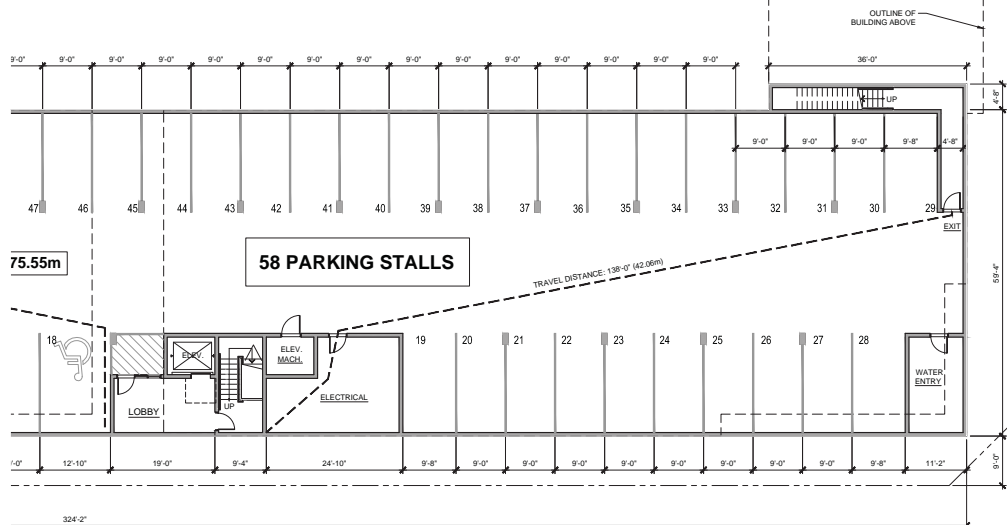 OUTLINE OF
BUILDING ABOVE
9'-0" 9'-0" 9'-0" 9'-0" 9'-0" 9'-0" 9'-0" 9'-0" 9'-0" 9'-0" 9'-0" 9'-0" 9'-0" 9'-0" 9'-0" 36'-0"
UP
4'-8"
9'-0" 9'-0" 9'-0" 9'-8" 4'-8"
47 46 45 44 43 42 41 40 39 38 37 36 35 34 33 32 31 30 29
EXIT
75.55m
58 PARKING STALLS
TRAVEL DISTANCE: 138'-0" (42.06m)
59'-4"
18 19 20 21 22 23 24 25 26 27 28
ELEV.
ELEV.
MACH.
WATER
ENTRY
ELECTRICAL
UP
LOBBY
12'-10" 19'-0" 9'-4" 24'-10" 9'-8" 9'-0" 9'-0" 9'-0" 9'-0" 9'-0" 9'-0" 9'-0" 9'-0" 9'-8" 11'-2"
9'-0"
324'-2"